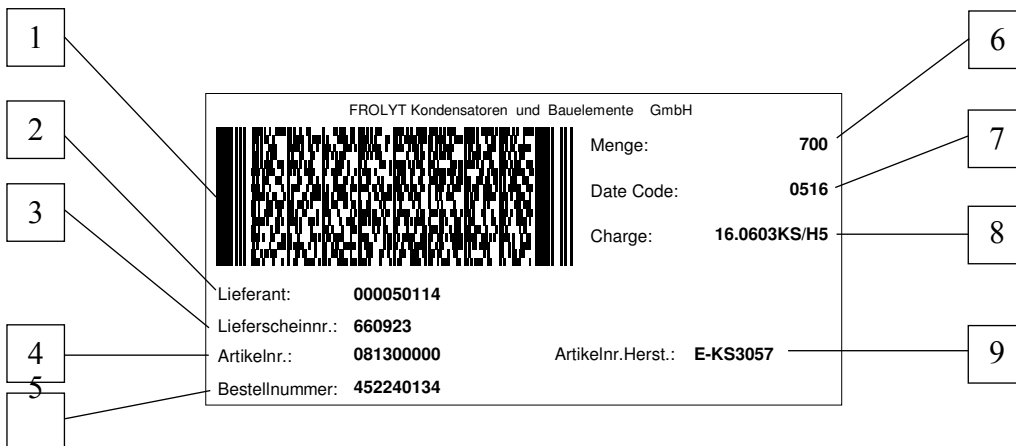 1
6
FROLYT Kondensatoren und Bauelemente GmbH
2
Menge: 700
7
Date Code: 0516
3
Charge: 16.0603KS/H5
8
Lieferant: 000050114
Lieferscheinnr.: 660923
4
Artikelnr.: 081300000
Artikelnr.Herst.: E-KS3057
9
5
Bestellnummer: 452240134